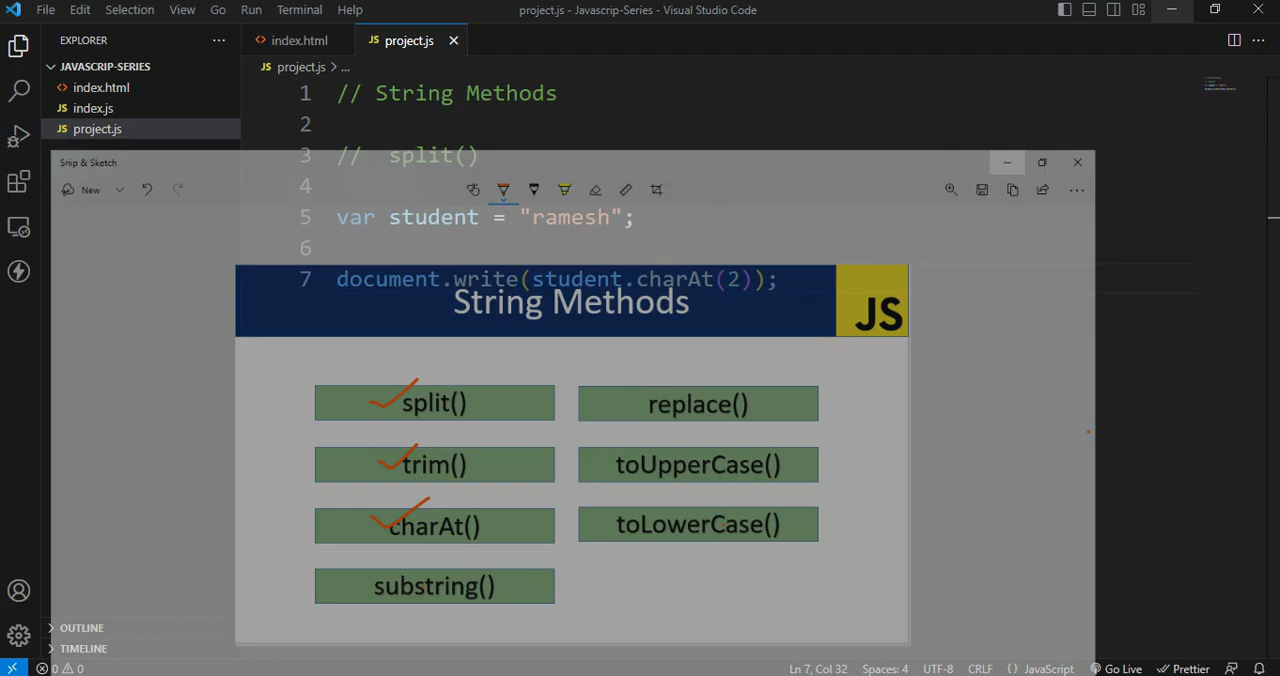 File Edit Selection View Go Run Terminal Help
project.js - Javascrip-Series - Visual Studio Code
EXPLORER
JAVASCRIP-SERIES
index.html
index.js
project.js
OUTLINE
TIMELINE
index.html
project.js
project.js > ...
1 // String Methods
2
3 // split()
4
5 var student = "ramesh";
6
7 document.write(student.charAt(2));
Snip & Sketch
New
String Methods
JS
split()
trim()
charAt()
substring()
replace()
toUpperCase()
toLowerCase()
0 0
Ln 7, Col 32 Spaces: 4 UTF-8 CRLF {} JavaScript Go Live Prettier